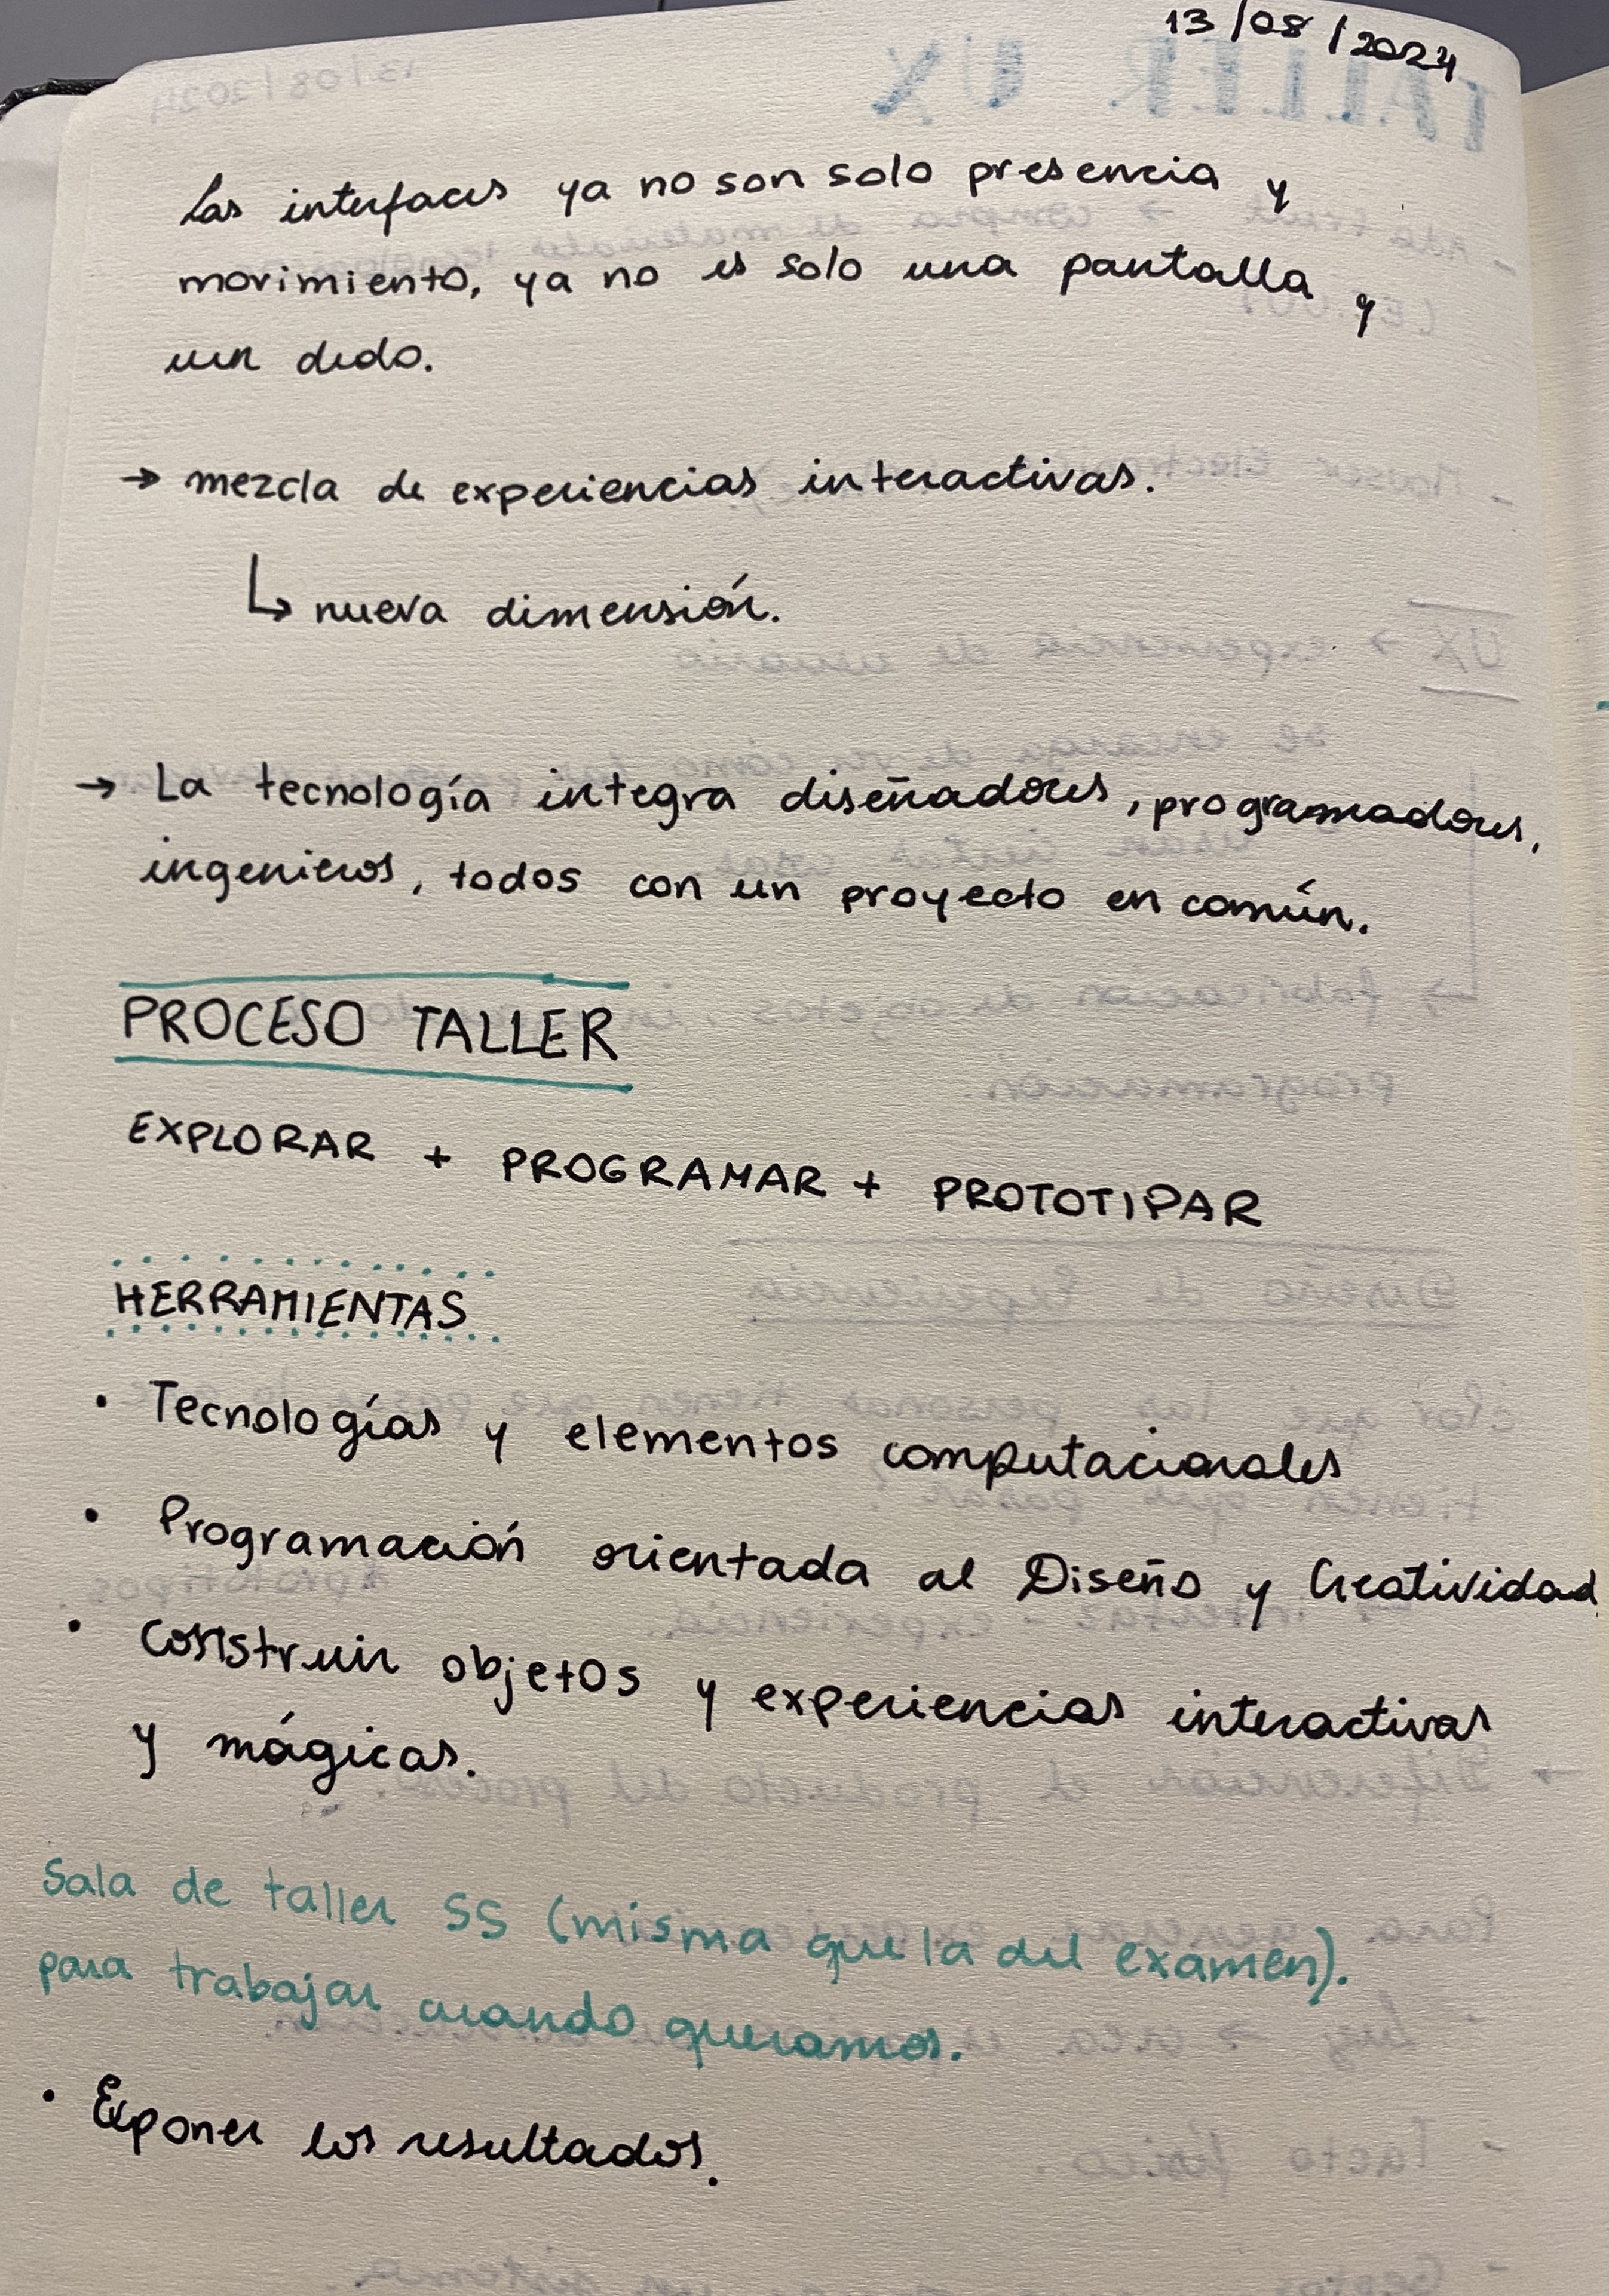 13/08/2024
Las interfaces ya no son solo presencia y
movimiento, ya no es solo una pantalla y
un dedo.
→ mezcla de experiencias interactivas.
↳ nueva dimensión.
→ La tecnología integra diseñadores, programadores,
ingenieros, todos con un proyecto en común.
PROCESO TALLER
EXPLORAR + PROGRAMAR + PROTOTIPAR
HERRAMIENTAS
• Tecnologías y elementos computacionales
• Programación orientada al Diseño y Creatividad
• Construir objetos y experiencias interactivas
y mágicas.
Sala de taller SS (misma que la del examen).
para trabajar cuando queramos.
• Exponer los resultados.